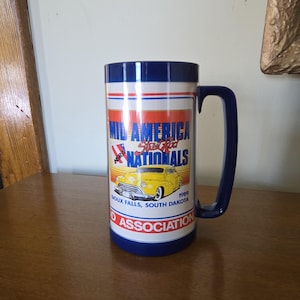 MID AMERICA
Street Rod
NATIONALS
SIOUX FALLS, SOUTH DAKOTA
ASSOCIATION